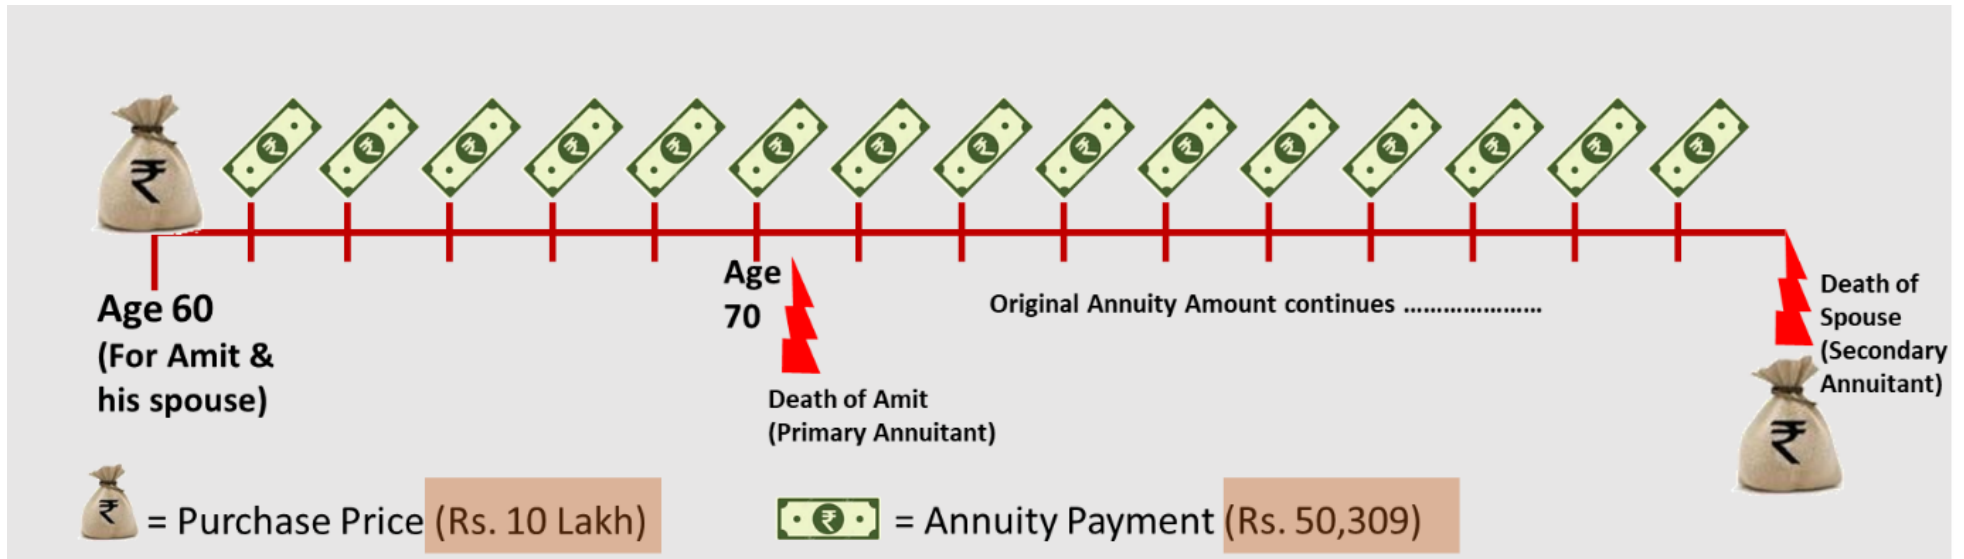 Age 60
(For Amit &
his spouse)
Age
70
Death of Amit
(Primary Annuitant)
Original Annuity Amount continues .....................
Death of
Spouse
(Secondary
Annuitant)
₹ = Purchase Price (Rs. 10 Lakh)
₹ = Annuity Payment (Rs. 50,309)